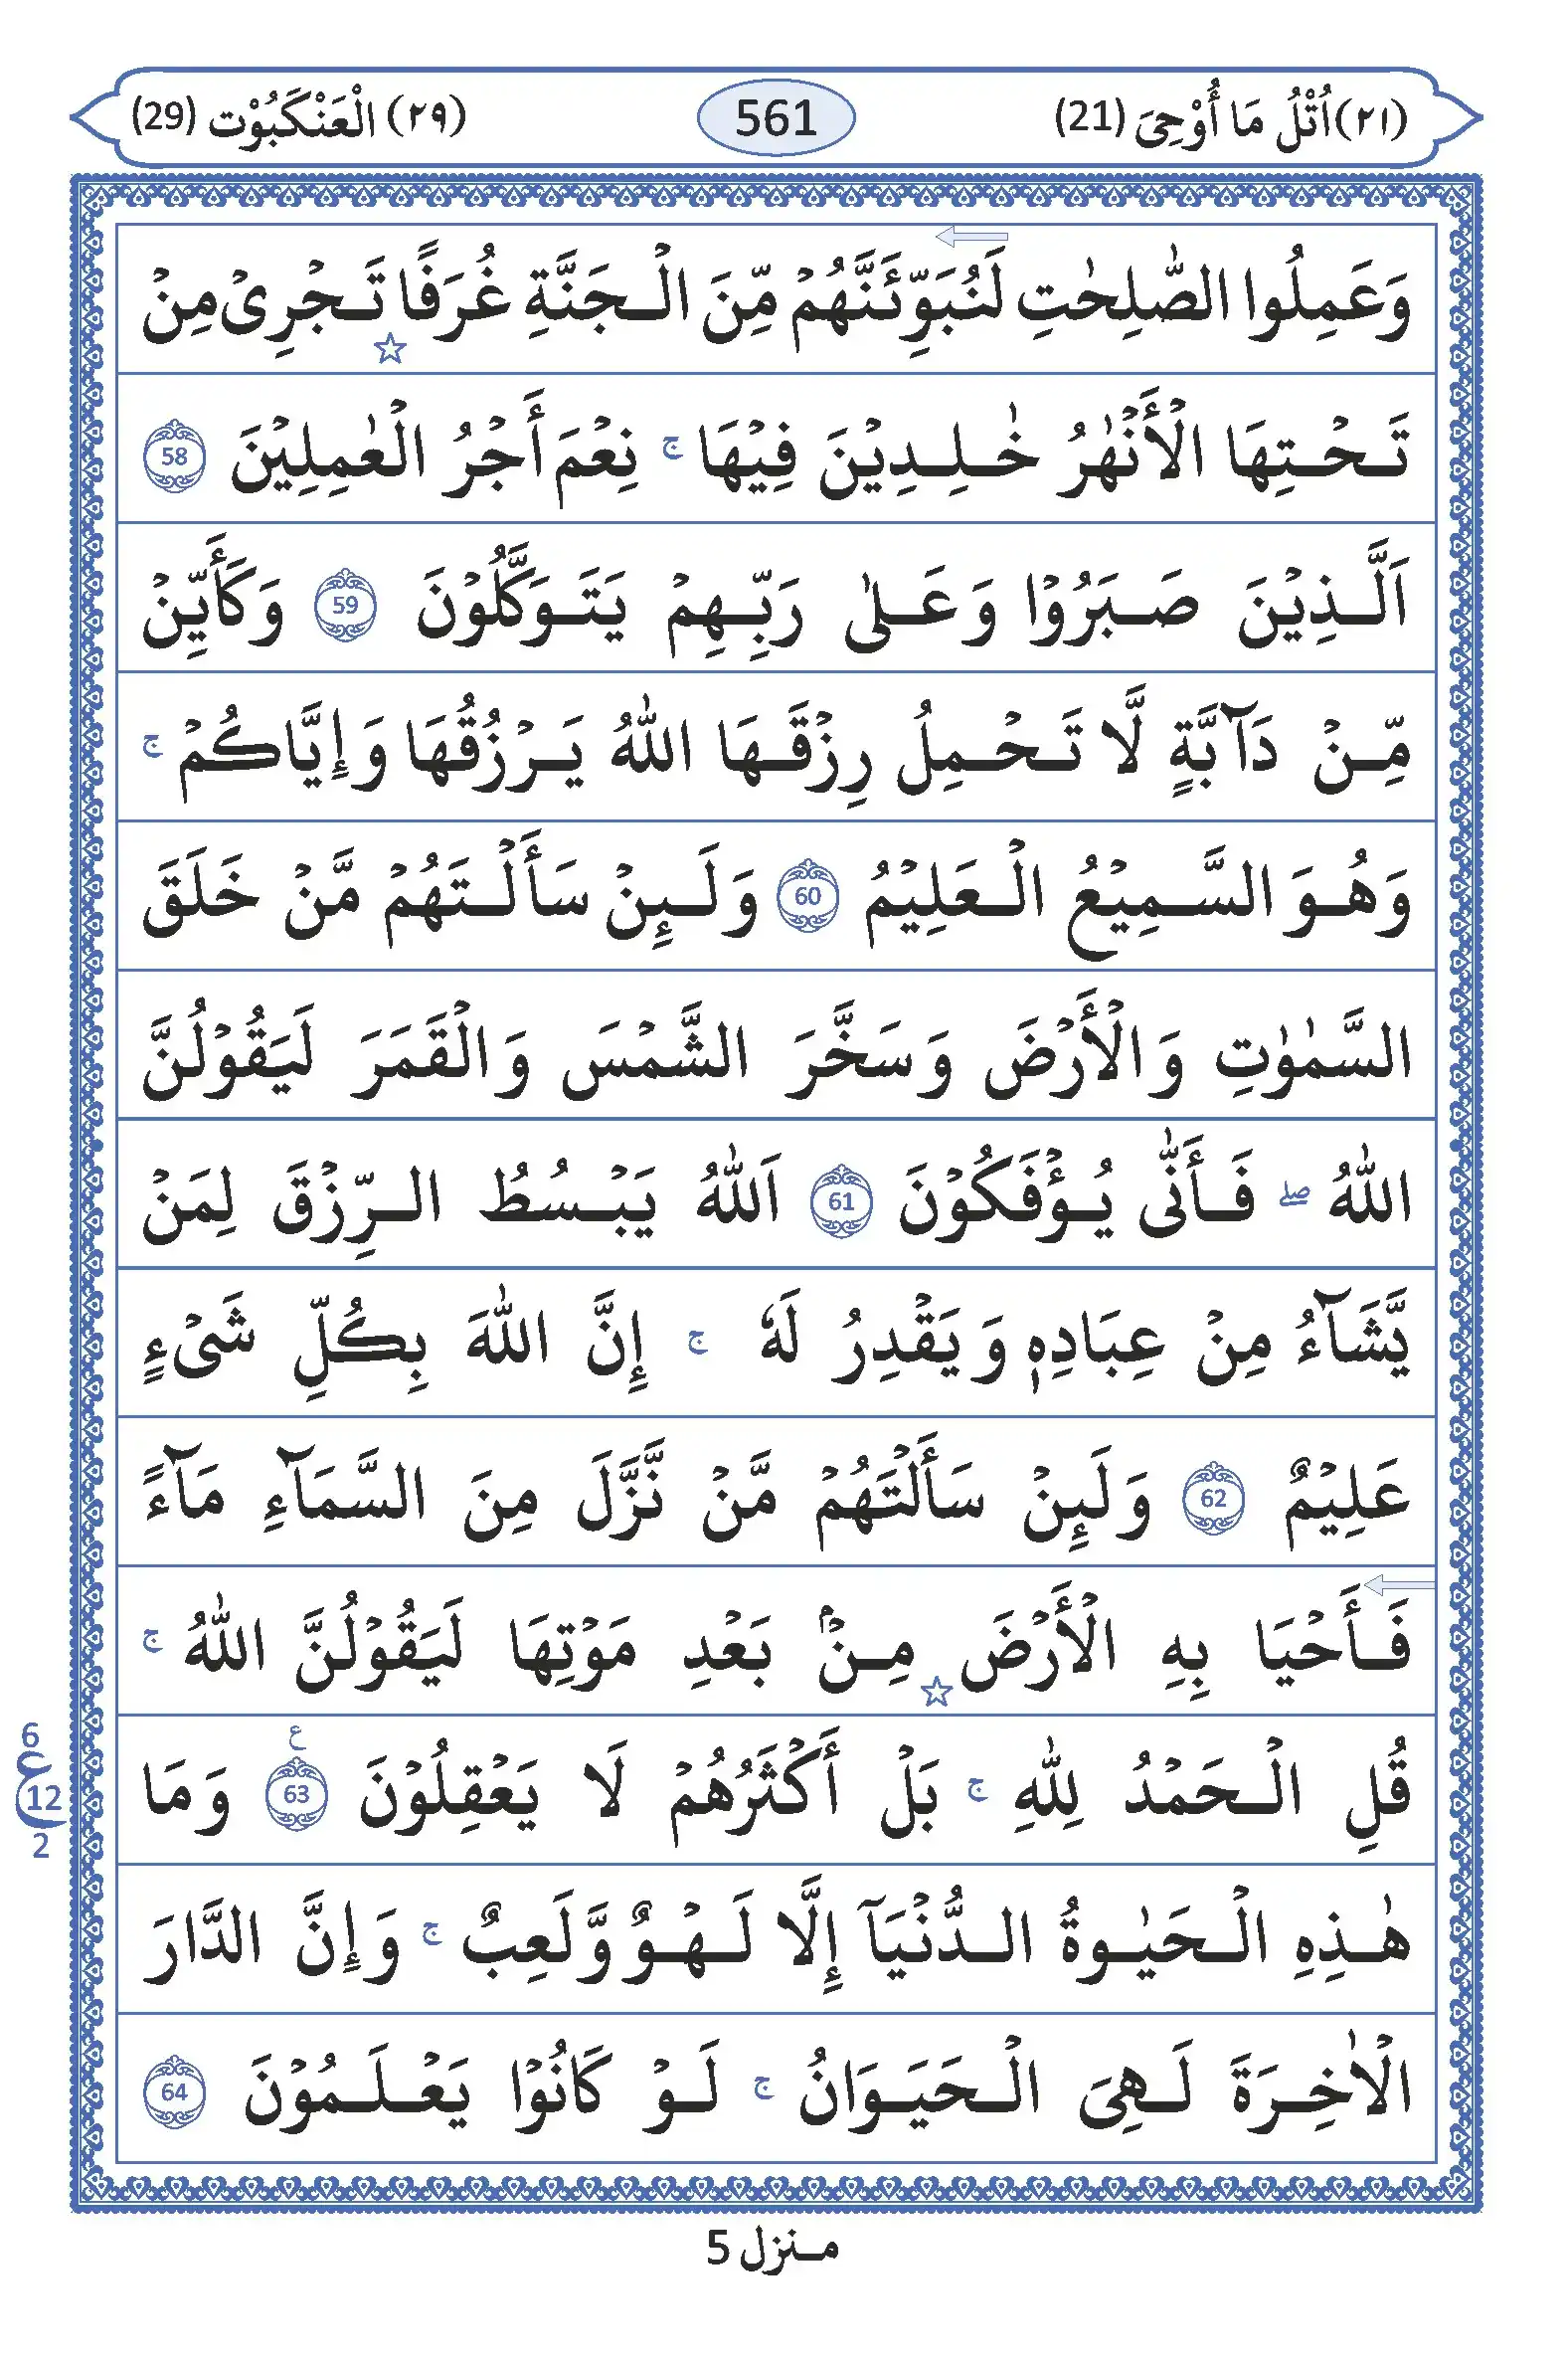 (٢١) اُتْلُ مَا أُوْحِىَ (21) 561 (٢٩) الْعَنْكَبُوْت (29)
وَعَمِلُوا الصّٰلِحٰتِ لَنُبَوِّئَنَّهُمْ مِّنَ الْجَنَّةِ غُرَفًا تَجْرِىْ مِنْ
تَحْتِهَا الْأَنْهٰرُ خٰلِدِيْنَ فِيْهَا ج نِعْمَ أَجْرُ الْعٰمِلِيْنَ 58
اَلَّذِيْنَ صَبَرُوْا وَعَلٰى رَبِّهِمْ يَتَوَكَّلُوْنَ 59 وَكَأَيِّنْ
مِّنْ دَآبَّةٍ لَّا تَحْمِلُ رِزْقَهَا اللّٰهُ يَرْزُقُهَا وَإِيَّاكُمْ ج
وَهُوَ السَّمِيْعُ الْعَلِيْمُ 60 وَلَـِٕنْ سَأَلْتَهُمْ مَّنْ خَلَقَ
السَّمٰوٰتِ وَالْأَرْضَ وَسَخَّرَ الشَّمْسَ وَالْقَمَرَ لَيَقُوْلُنَّ
اللّٰهُ صلے فَأَنّٰى يُؤْفَكُوْنَ 61 اَللّٰهُ يَبْسُطُ الرِّزْقَ لِمَنْ
يَّشَآءُ مِنْ عِبَادِهٖ وَيَقْدِرُ لَهٗ ج إِنَّ اللّٰهَ بِكُلِّ شَىْءٍ
عَلِيْمٌ 62 وَلَـِٕنْ سَأَلْتَهُمْ مَّنْ نَّزَّلَ مِنَ السَّمَآءِ مَآءً
فَأَحْيَا بِهِ الْأَرْضَ مِنْۢ بَعْدِ مَوْتِهَا لَيَقُوْلُنَّ اللّٰهُ ج
قُلِ الْحَمْدُ لِلّٰهِ ج بَلْ أَكْثَرُهُمْ لَا يَعْقِلُوْنَ 63 ع وَمَا
6
ع 12
2
هٰذِهِ الْحَيٰوةُ الدُّنْيَآ إِلَّا لَهْوٌ وَّلَعِبٌ ج وَإِنَّ الدَّارَ
الْاٰخِرَةَ لَهِىَ الْحَيَوَانُ ج لَوْ كَانُوْا يَعْلَمُوْنَ 64
منزل 5